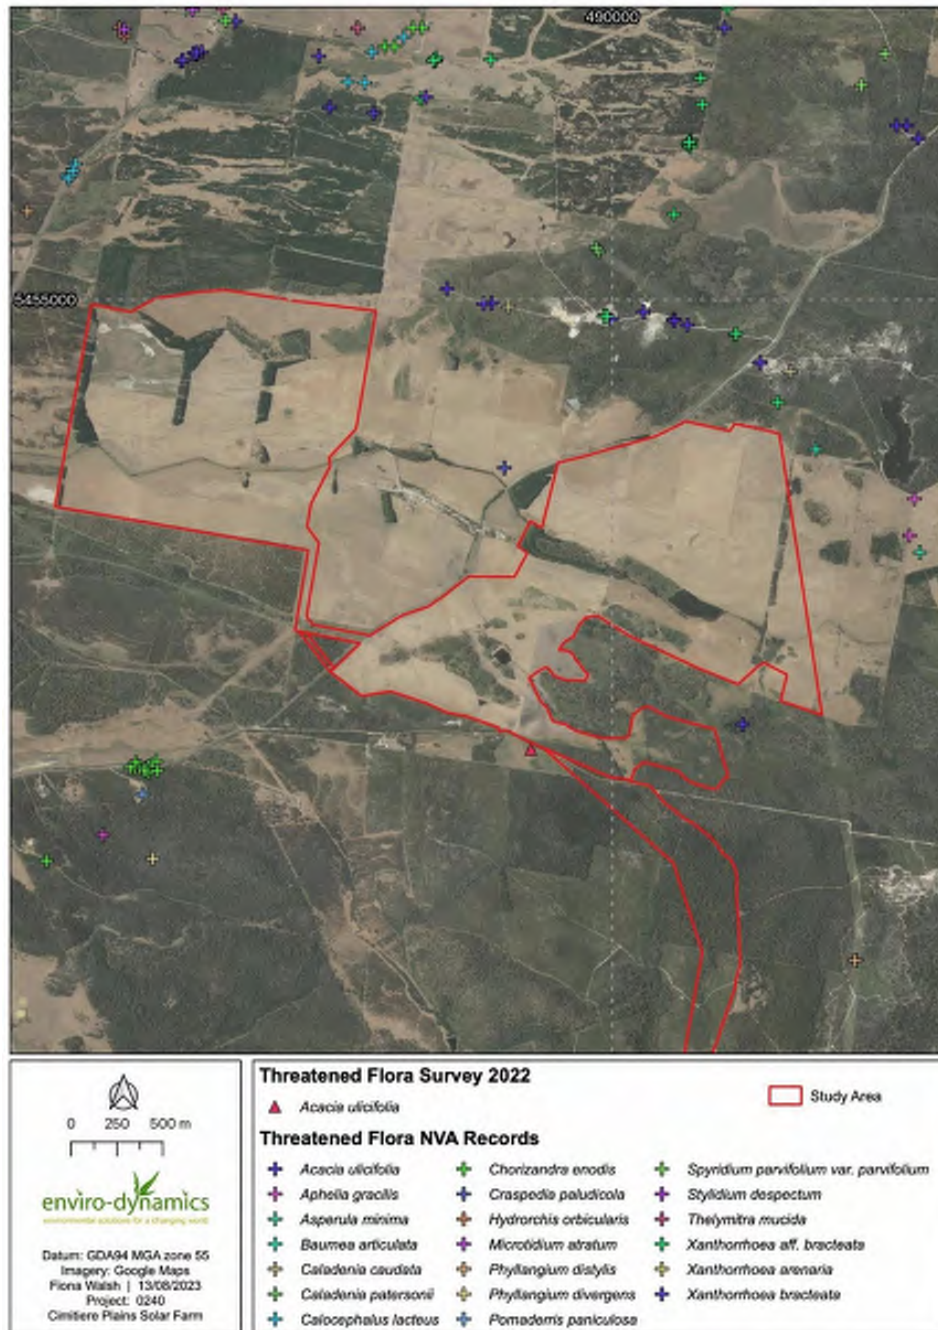 490000
5455000
0 250 500 m
enviro-dynamics
environmental solutions for a changing world
Datum: GDA94 MGA zone 55
Imagery: Google Maps
Fiona Walsh | 13/08/2023
Project: 0240
Cimitiere Plains Solar Farm
Threatened Flora Survey 2022
Acacia ulicifolia
Study Area
Threatened Flora NVA Records
Acacia ulicifolia
Aphelia gracilis
Asperula minima
Baumea articulata
Caladenia caudata
Caladenia patersonii
Calocephalus lacteus
Chorizandra enodis
Craspedia paludicola
Hydrorchis orbicularis
Microtidium atratum
Phyllangium distylis
Phyllangium divergens
Pomaderris paniculosa
Spyridium parvifolium var. parvifolium
Stylidium despectum
Thelymitra mucida
Xanthorrhoea aff. bracteata
Xanthorrhoea arenaria
Xanthorrhoea bracteata